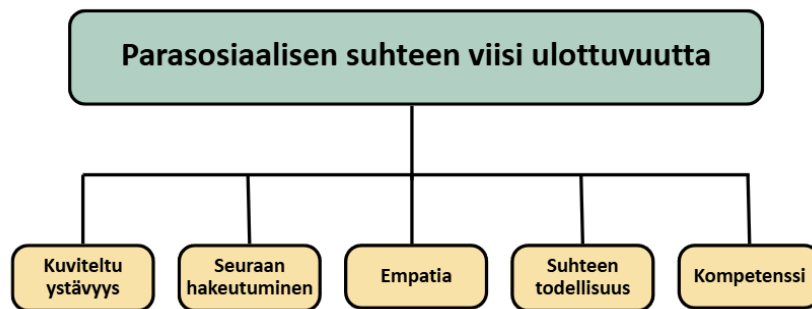 Parasosiaalisen suhteen viisi ulottuvuutta
Kuviteltu
ystävyys
Seuraan
hakeutuminen
Empatia
Suhteen
todellisuus
Kompetenssi